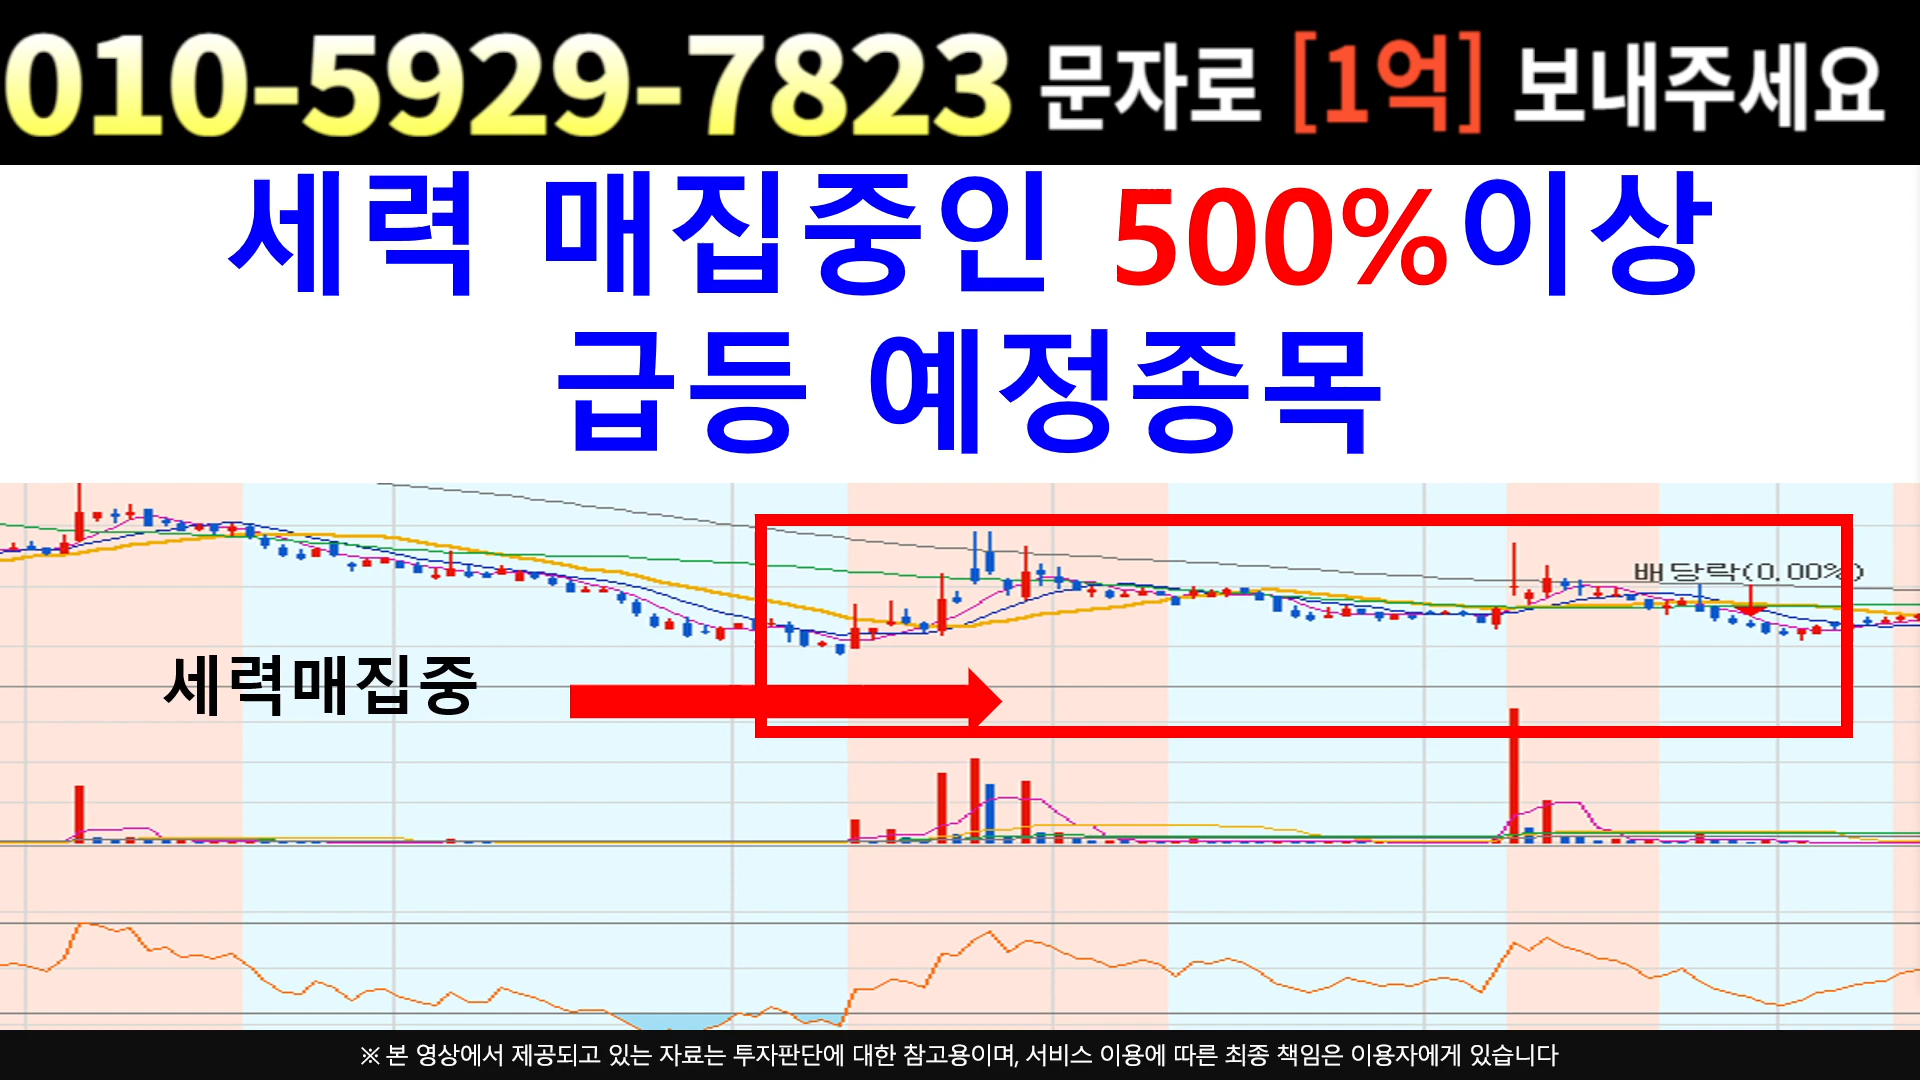 010-5929-7823 문자로 [1억] 보내주세요
세력 매집중인 500%이상
급등 예정종목
배당락(0.00%)
세력매집중
※ 본 영상에서 제공되고 있는 자료는 투자판단에 대한 참고용이며, 서비스 이용에 따른 최종 책임은 이용자에게 있습니다